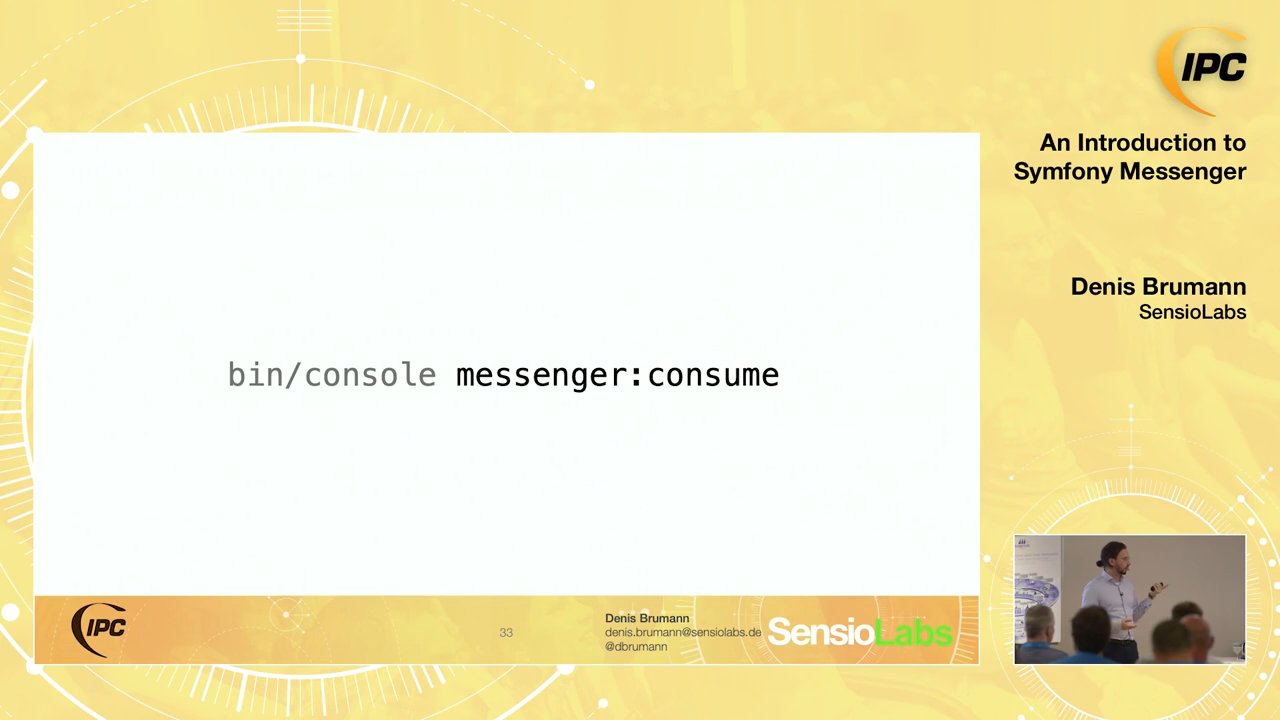 IPC
An Introduction to
Symfony Messenger
Denis Brumann
SensioLabs
bin/console messenger:consume
IPC
33
Denis Brumann
denis.brumann@sensiolabs.de
@dbrumann
SensioLabs